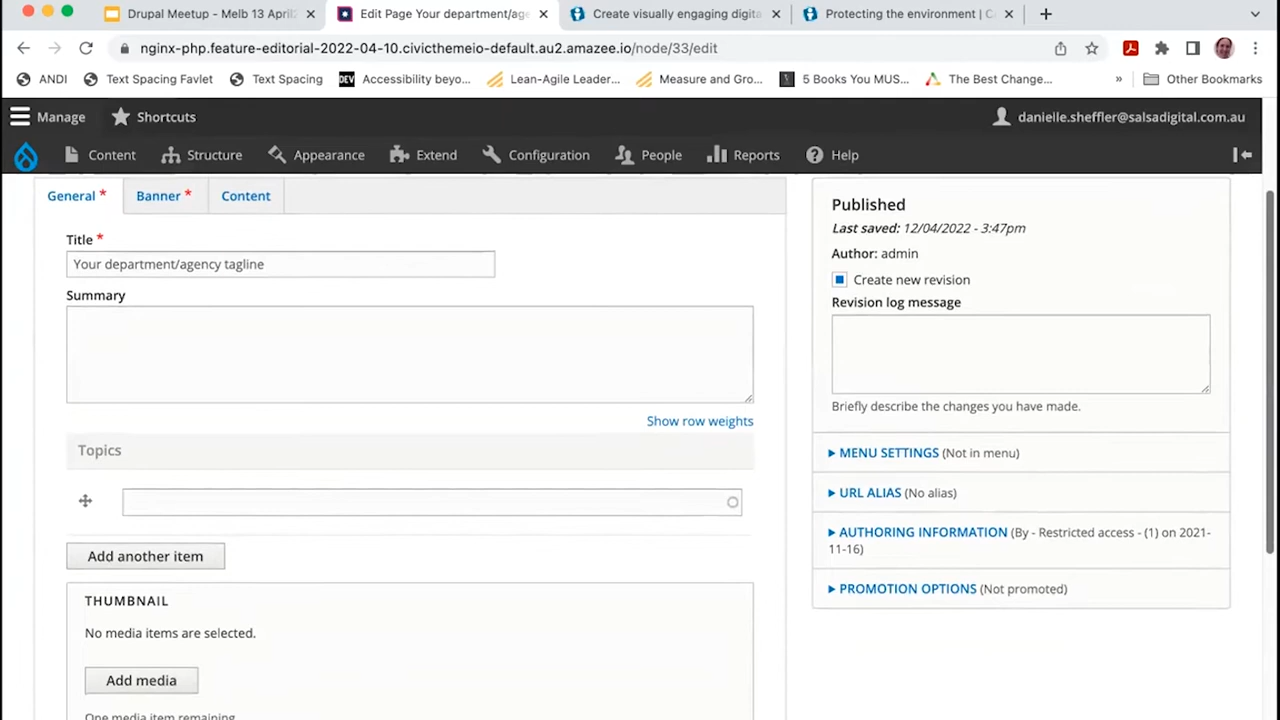 Drupal Meetup - Melb 13 April2
Edit Page Your department/age
Create visually engaging digita
Protecting the environment | C
nginx-php.feature-editorial-2022-04-10.civicthemeio-default.au2.amazee.io/node/33/edit
ANDI
Text Spacing Favlet
Text Spacing
DEV
Accessibility beyo...
Lean-Agile Leader...
Measure and Gro...
5 Books You MUS...
The Best Change...
»
Other Bookmarks
Manage
Shortcuts
danielle.sheffler@salsadigital.com.au
Content
Structure
Appearance
Extend
Configuration
People
Reports
Help
General *
Banner *
Content
Title *
Your department/agency tagline
Summary
Show row weights
Topics
Add another item
THUMBNAIL
No media items are selected.
Add media
One media item remaining
Published
Last saved: 12/04/2022 - 3:47pm
Author: admin
Create new revision
Revision log message
Briefly describe the changes you have made.
MENU SETTINGS (Not in menu)
URL ALIAS (No alias)
AUTHORING INFORMATION (By - Restricted access - (1) on 2021-
11-16)
PROMOTION OPTIONS (Not promoted)